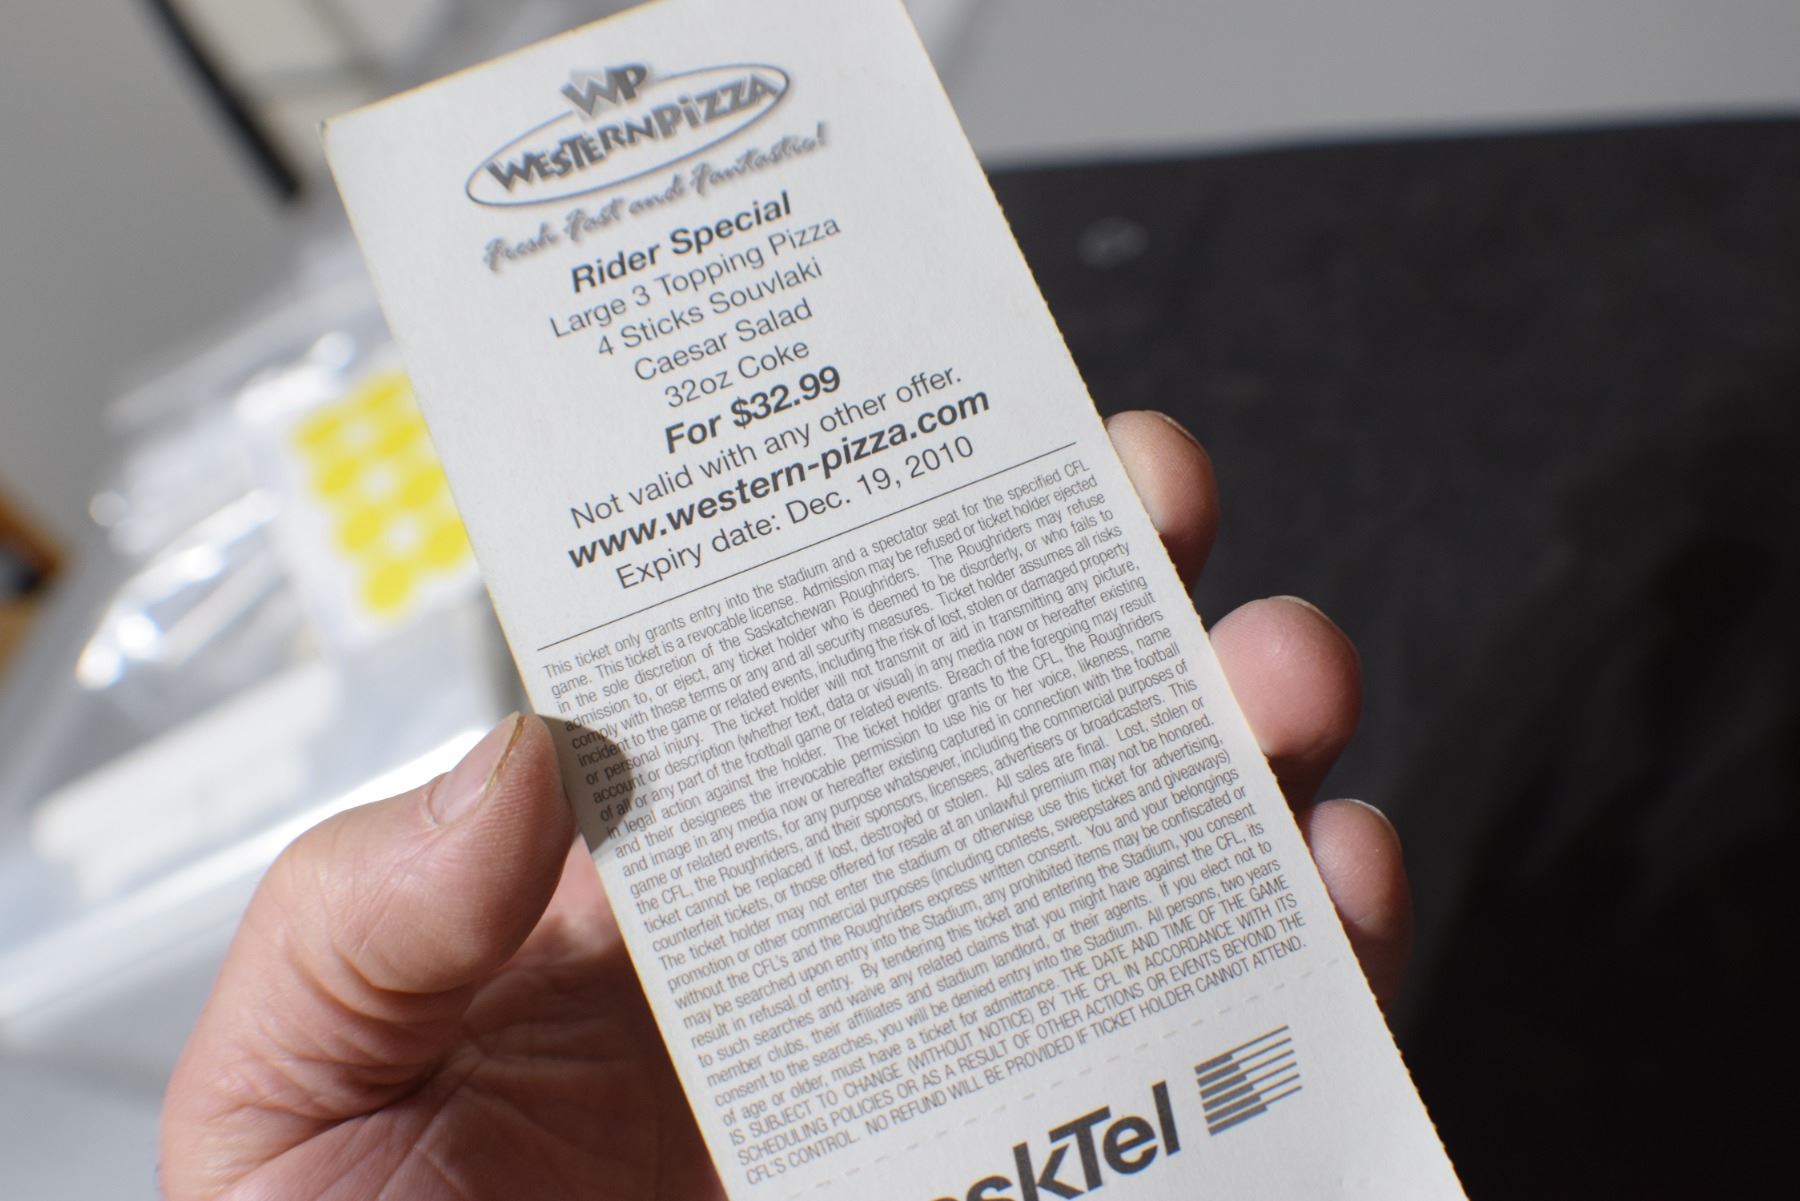 WP
WESTERN PIZZA
Fresh Fast and Fantastic!
Rider Special
Large 3 Topping Pizza
4 Sticks Souvlaki
Caesar Salad
32oz Coke
For $32.99
Not valid with any other offer.
www.western-pizza.com
Expiry date: Dec. 19, 2010
This ticket only grants entry into the stadium and a spectator seat for the specified CFL
game. This ticket is a revocable license. Admission may be refused or ticket holder ejected
in the sole discretion of the Saskatchewan Roughriders. The Roughriders may refuse
admission to, or eject, any ticket holder who is deemed to be disorderly, or who fails to
comply with these terms or any and all security measures. Ticket holder assumes all risks
incident to the game or related events, including the risk of lost, stolen or damaged property
or personal injury. The ticket holder will not transmit or aid in transmitting any picture,
account or description (whether text, data or visual) in any media now or hereafter existing
of all or any part of the football game or related events. Breach of the foregoing may result
in legal action against the holder. The ticket holder grants to the CFL, the Roughriders
and their designees the irrevocable permission to use his or her voice, likeness, name
and image in any media now or hereafter existing captured in connection with the football
game or related events, for any purpose whatsoever, including the commercial purposes of
the CFL, the Roughriders, and their sponsors, licensees, advertisers or broadcasters. This
ticket cannot be replaced if lost, destroyed or stolen. All sales are final. Lost, stolen or
counterfeit tickets, or those offered for resale at an unlawful premium may not be honored.
The ticket holder may not enter the stadium or otherwise use this ticket for advertising,
promotion or other commercial purposes (including contests, sweepstakes and giveaways)
without the CFL's and the Roughriders express written consent. You and your belongings
may be searched upon entry into the Stadium, any prohibited items may be confiscated or
result in refusal of entry. By tendering this ticket and entering the Stadium, you consent
to such searches and waive any related claims that you might have against the CFL, its
member clubs, their affiliates and stadium landlord, or their agents. If you elect not to
consent to the searches, you will be denied entry into the Stadium. All persons, two years
of age or older, must have a ticket for admittance. THE DATE AND TIME OF THE GAME
IS SUBJECT TO CHANGE (WITHOUT NOTICE) BY THE CFL IN ACCORDANCE WITH ITS
SCHEDULING POLICIES OR AS A RESULT OF OTHER ACTIONS OR EVENTS BEYOND THE
CFL'S CONTROL. NO REFUND WILL BE PROVIDED IF TICKET HOLDER CANNOT ATTEND.
skTel